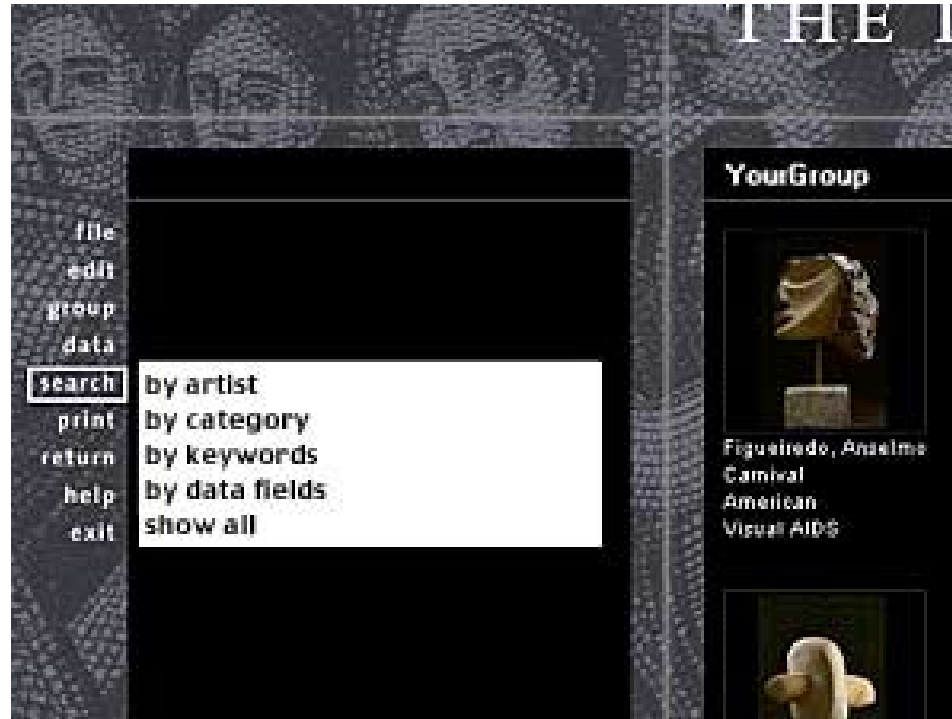 THE
YourGroup
file
edit
group
data
search
print
return
help
exit
by artist
by category
by keywords
by data fields
show all
Figueiredo, Anselmo
Carnival
American
Visual AIDS